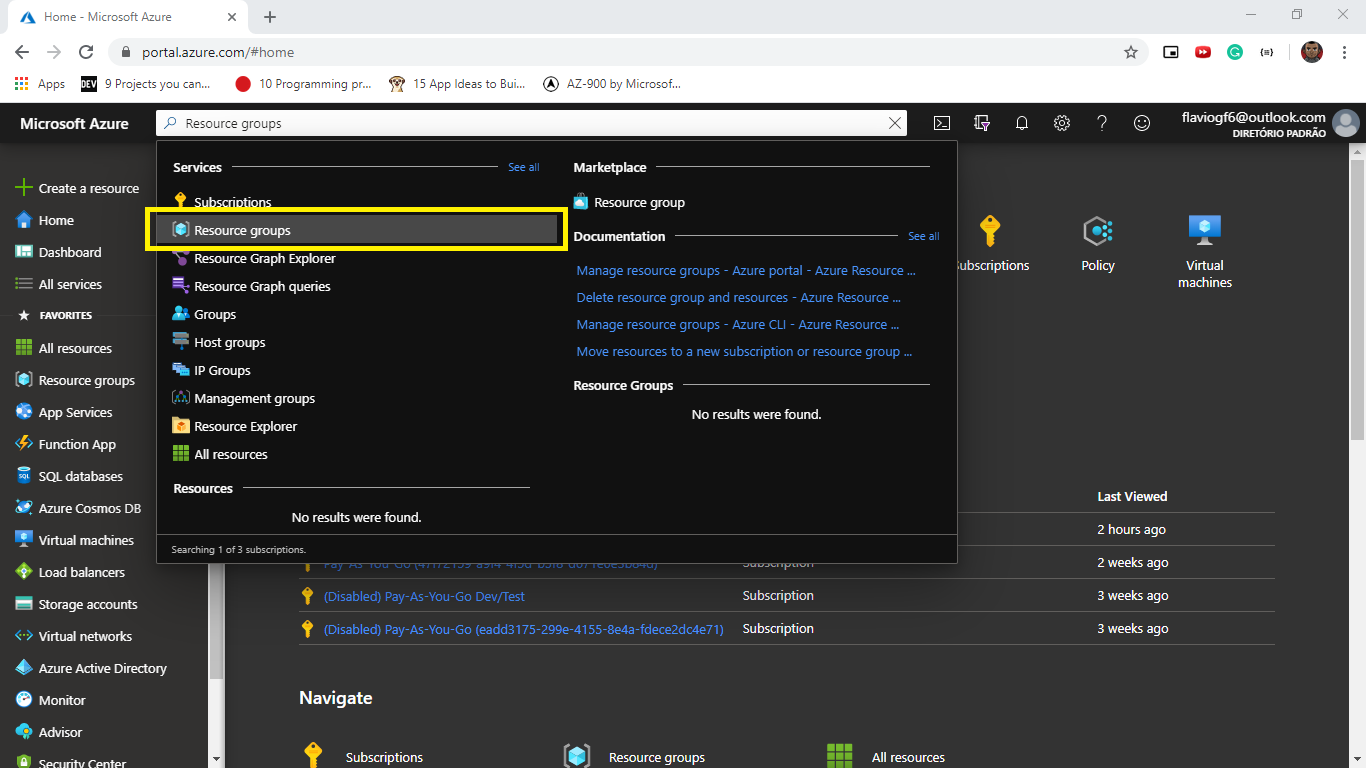 Home - Microsoft Azure
portal.azure.com/#home
Apps
DEV
9 Projects you can...
10 Programming pr...
15 App Ideas to Bui...
AZ-900 by Microsof...
Microsoft Azure
Resource groups
flaviogf6@outlook.com
DIRETÓRIO PADRÃO
Create a resource
Home
Dashboard
All services
FAVORITES
All resources
Resource groups
App Services
Function App
SQL databases
Azure Cosmos DB
Virtual machines
Load balancers
Storage accounts
Virtual networks
Azure Active Directory
Monitor
Advisor
Security Center
Services
See all
Subscriptions
Resource groups
Resource Graph Explorer
Resource Graph queries
Groups
Host groups
IP Groups
Management groups
Resource Explorer
All resources
Resources
No results were found.
Searching 1 of 3 subscriptions.
Marketplace
Resource group
Documentation
See all
Manage resource groups - Azure portal - Azure Resource ...
Delete resource group and resources - Azure Resource ...
Manage resource groups - Azure CLI - Azure Resource ...
Move resources to a new subscription or resource group ...
Resource Groups
No results were found.
Subscriptions
Policy
Virtual
machines
Last Viewed
2 hours ago
Subscription
2 weeks ago
(Disabled) Pay-As-You-Go Dev/Test
Subscription
3 weeks ago
(Disabled) Pay-As-You-Go (eadd3175-299e-4155-8e4a-fdece2dc4e71)
Subscription
3 weeks ago
Navigate
Subscriptions
Resource groups
All resources